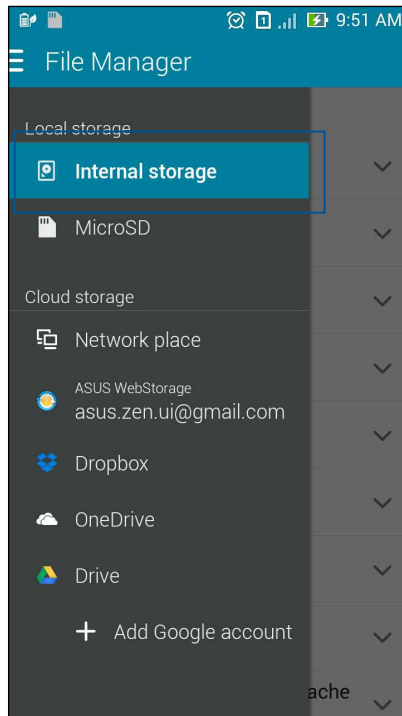 1 9:51 AM
File Manager
Local storage
Internal storage
MicroSD
Cloud storage
Network place
ASUS WebStorage
asus.zen.ui@gmail.com
Dropbox
OneDrive
Drive
+ Add Google account
ache